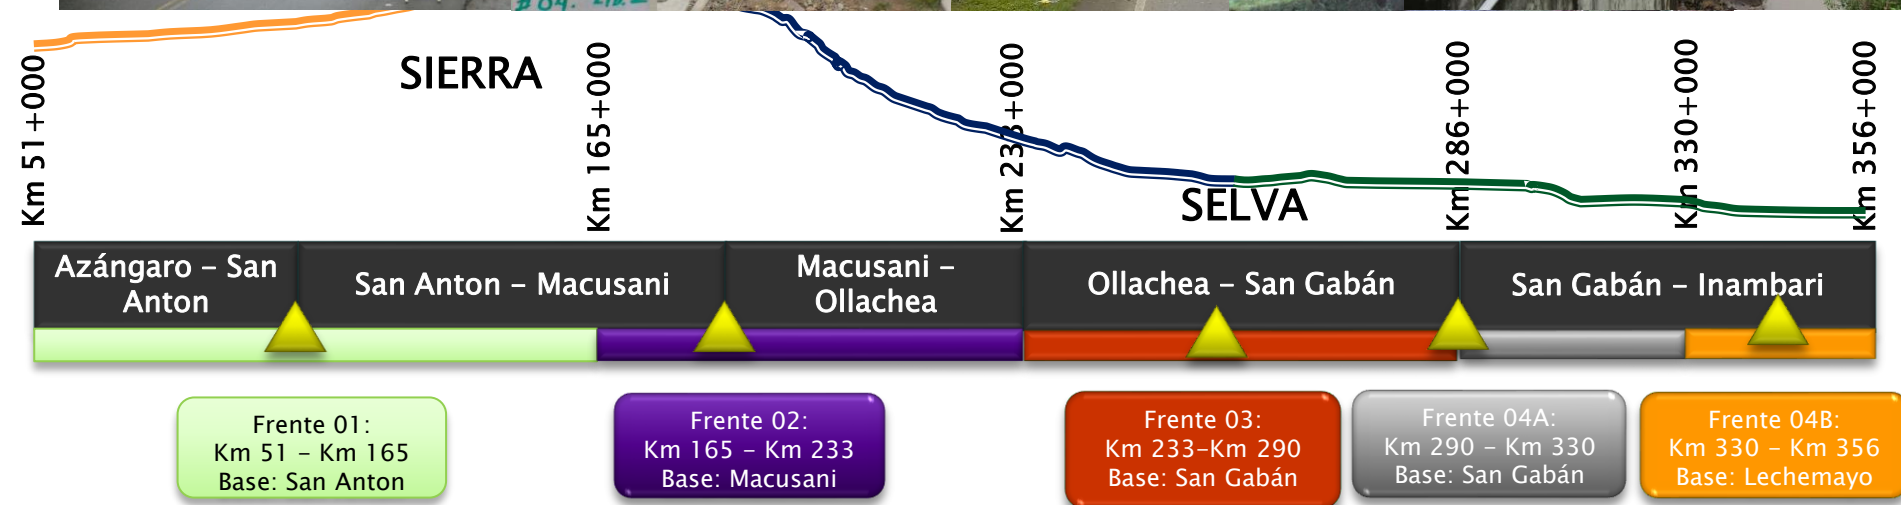 # 04.
SIERRA
SELVA
Km 51+000
Km 165+000
Km 233+000
Km 286+000
Km 330+000
Km 356+000
Azángaro – San
Anton
San Anton – Macusani
Macusani –
Ollachea
Ollachea – San Gabán
San Gabán – Inambari
Frente 01:
Km 51 – Km 165
Base: San Anton
Frente 02:
Km 165 – Km 233
Base: Macusani
Frente 03:
Km 233-Km 290
Base: San Gabán
Frente 04A:
Km 290 – Km 330
Base: San Gabán
Frente 04B:
Km 330 – Km 356
Base: Lechemayo